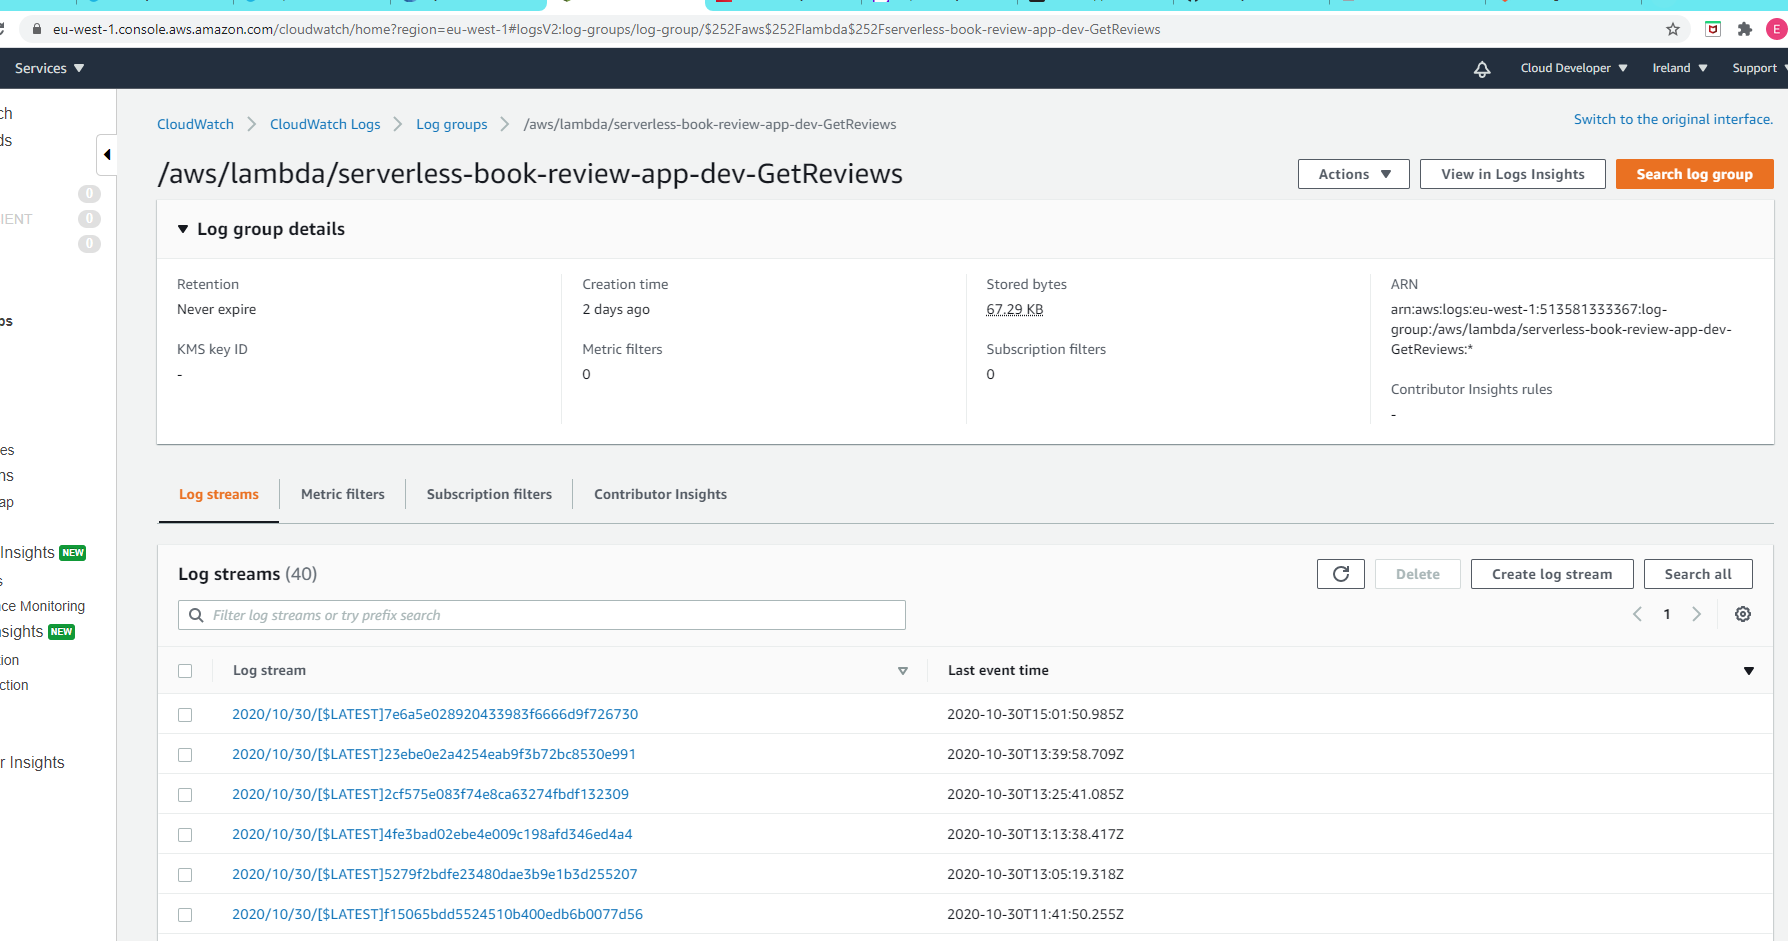 eu-west-1.console.aws.amazon.com/cloudwatch/home?region=eu-west-1#logsV2:log-groups/log-group/$252Faws$252Flambda$252Fserverless-book-review-app-dev-GetReviews
E
Services
Cloud Developer
Ireland
Support
ch
ds
0
IENT 0
0
ps
es
ns
ap
Insights NEW
s
ce Monitoring
nsights NEW
ion
ction
r Insights
CloudWatch
CloudWatch Logs
Log groups
/aws/lambda/serverless-book-review-app-dev-GetReviews
Switch to the original interface.
/aws/lambda/serverless-book-review-app-dev-GetReviews
Actions
View in Logs Insights
Search log group
Log group details
Retention
Never expire
KMS key ID
-
Creation time
2 days ago
Metric filters
0
Stored bytes
67.29 KB
Subscription filters
0
ARN
arn:aws:logs:eu-west-1:513581333367:log-
group:/aws/lambda/serverless-book-review-app-dev-
GetReviews:*
Contributor Insights rules
-
Log streams
Metric filters
Subscription filters
Contributor Insights
Log streams (40)
Delete
Create log stream
Search all
Filter log streams or try prefix search
1
Log stream
Last event time
2020/10/30/[$LATEST]7e6a5e028920433983f6666d9f726730 2020-10-30T15:01:50.985Z
2020/10/30/[$LATEST]23ebe0e2a4254eab9f3b72bc8530e991 2020-10-30T13:39:58.709Z
2020/10/30/[$LATEST]2cf575e083f74e8ca63274fbdf132309 2020-10-30T13:25:41.085Z
2020/10/30/[$LATEST]4fe3bad02ebe4e009c198afd346ed4a4 2020-10-30T13:13:38.417Z
2020/10/30/[$LATEST]5279f2bdfe23480dae3b9e1b3d255207 2020-10-30T13:05:19.318Z
2020/10/30/[$LATEST]f15065bdd5524510b400edb6b0077d56 2020-10-30T11:41:50.255Z